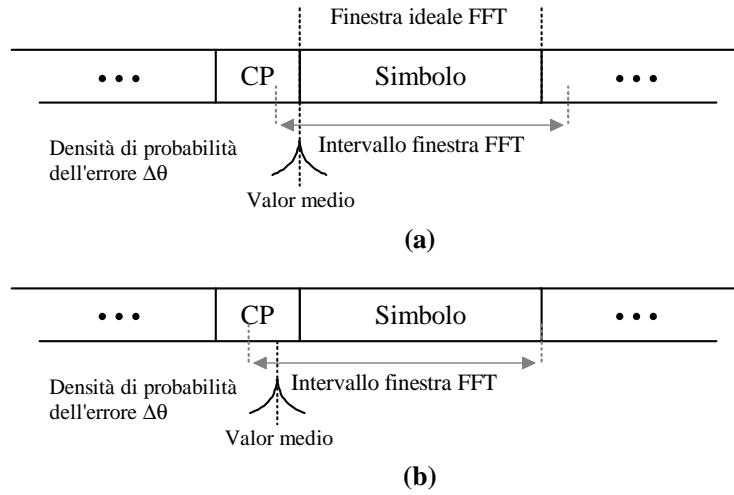 Finestra ideale FFT
••• CP Simbolo •••
Densità di probabilità
dell'errore Δθ
Intervallo finestra FFT
Valor medio
(a)
••• CP Simbolo •••
Densità di probabilità
dell'errore Δθ
Intervallo finestra FFT
Valor medio
(b)